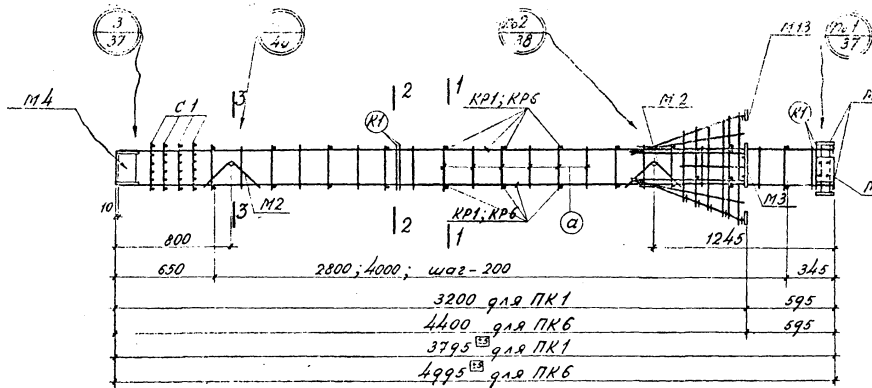 3
37
40
по2
38
М13
по1
37
М4
С1
3
2
1
КР1; КР6
М2
К1
К1
10
М2
3
2
1
КР1; КР6
а
М3
М
М
800
1245
650
2800; 4000; шаг-200
345
3200 для ПК1
595
4400 для ПК6
595
3795 для ПК1
4995 для ПК6